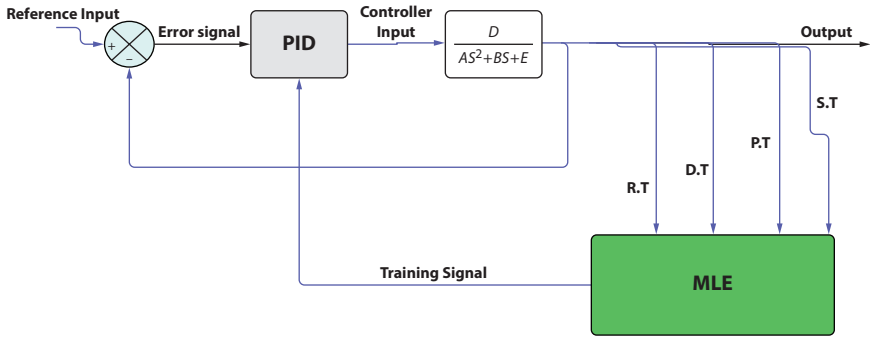 Reference Input
Error signal
Controller
Input
Output
+
−
PID
D
AS²+BS+E
S.T
P.T
D.T
R.T
Training Signal
MLE